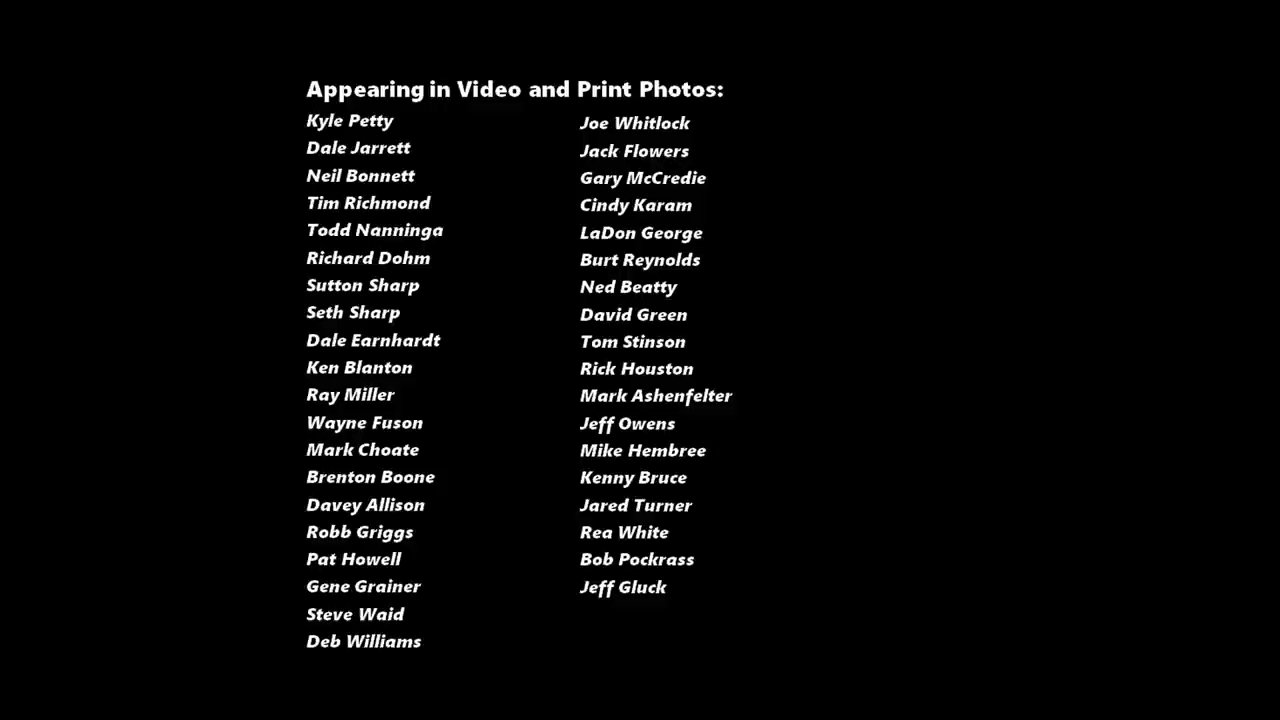 Appearing in Video and Print Photos:
Kyle Petty
Dale Jarrett
Neil Bonnett
Tim Richmond
Todd Nanninga
Richard Dohm
Sutton Sharp
Seth Sharp
Dale Earnhardt
Ken Blanton
Ray Miller
Wayne Fuson
Mark Choate
Brenton Boone
Davey Allison
Robb Griggs
Pat Howell
Gene Grainer
Steve Waid
Deb Williams
Joe Whitlock
Jack Flowers
Gary McCredie
Cindy Karam
LaDon George
Burt Reynolds
Ned Beatty
David Green
Tom Stinson
Rick Houston
Mark Ashenfelter
Jeff Owens
Mike Hembree
Kenny Bruce
Jared Turner
Rea White
Bob Pockrass
Jeff Gluck